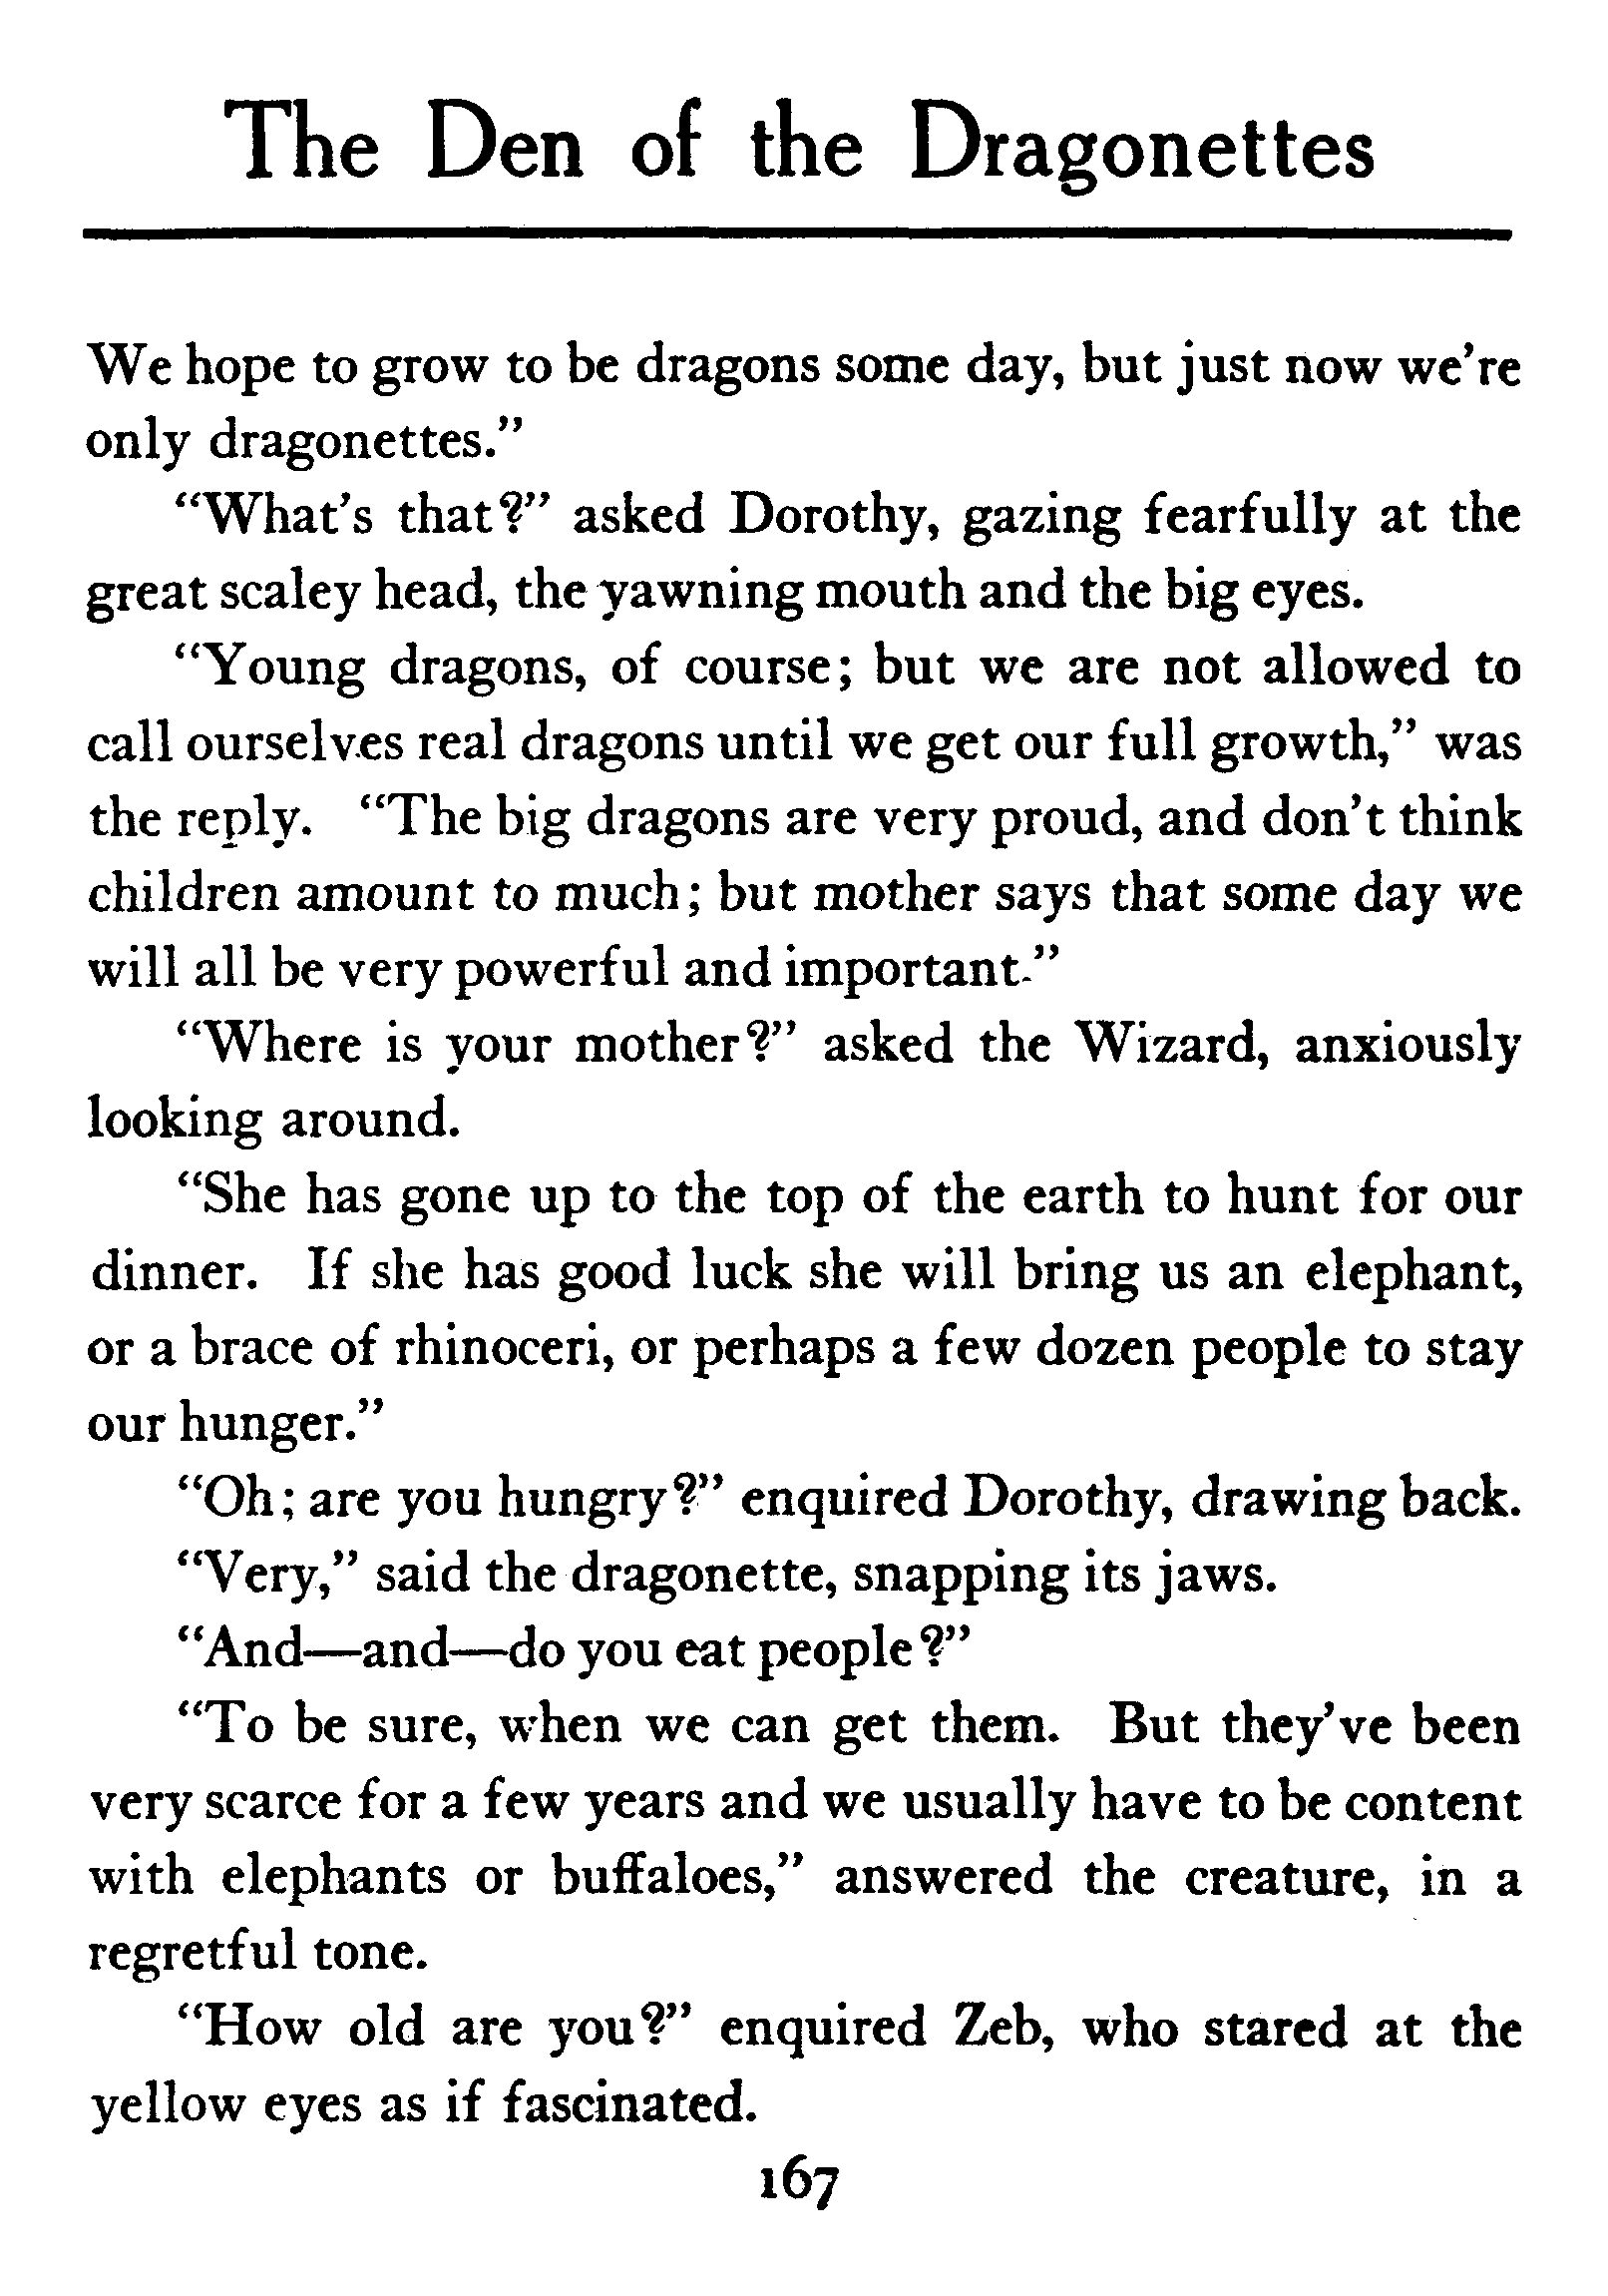 The Den of the Dragonettes
We hope to grow to be dragons some day, but just now we're
only dragonettes."
"What's that?" asked Dorothy, gazing fearfully at the
great scaley head, the yawning mouth and the big eyes.
"Young dragons, of course; but we are not allowed to
call ourselves real dragons until we get our full growth," was
the reply. "The big dragons are very proud, and don't think
children amount to much; but mother says that some day we
will all be very powerful and important."
"Where is your mother?" asked the Wizard, anxiously
looking around.
"She has gone up to the top of the earth to hunt for our
dinner. If she has good luck she will bring us an elephant,
or a brace of rhinoceri, or perhaps a few dozen people to stay
our hunger."
"Oh; are you hungry?" enquired Dorothy, drawing back.
"Very," said the dragonette, snapping its jaws.
"And—and—do you eat people?"
"To be sure, when we can get them. But they've been
very scarce for a few years and we usually have to be content
with elephants or buffaloes," answered the creature, in a
regretful tone.
"How old are you?" enquired Zeb, who stared at the
yellow eyes as if fascinated.
167